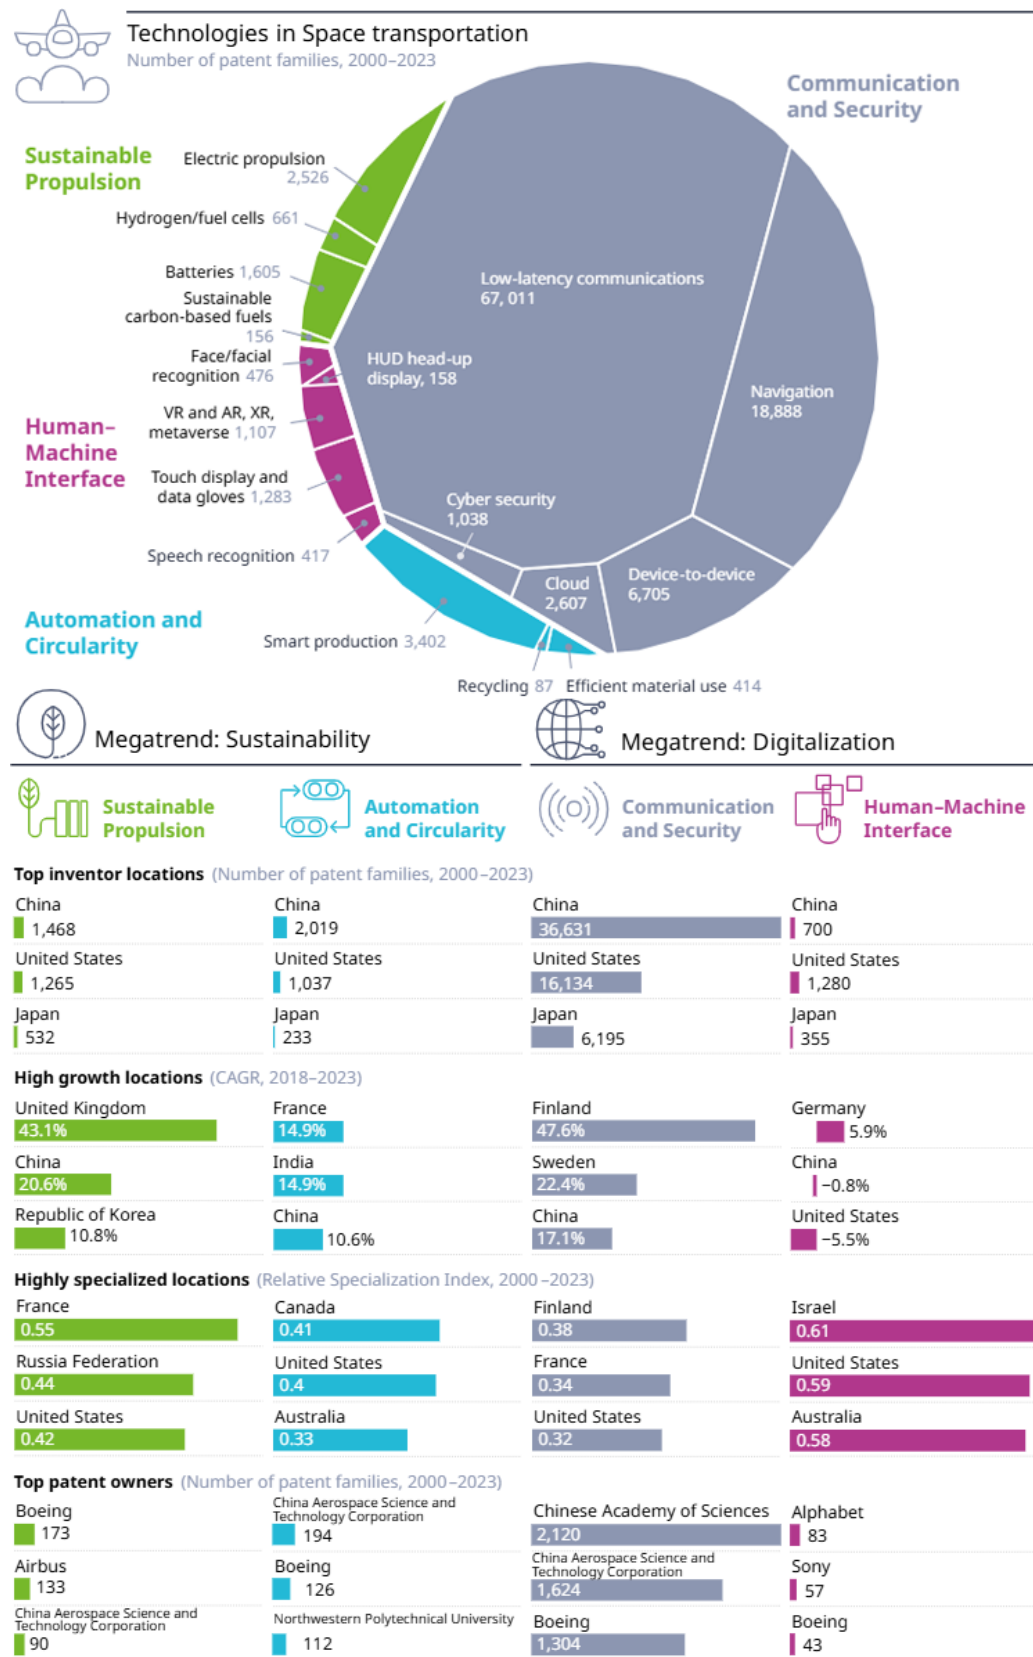 Technologies in Space transportation
Number of patent families, 2000–2023
Communication
and Security
Sustainable
Propulsion
Electric propulsion
2,526
Hydrogen/fuel cells 661
Batteries 1,605
Sustainable
carbon-based fuels
156
Low-latency communications
67, 011
Navigation
18,888
Human–
Machine
Interface
Face/facial
recognition 476
HUD head-up
display, 158
VR and AR, XR,
metaverse 1,107
Touch display and
data gloves 1,283
Speech recognition 417
Cyber security
1,038
Cloud
2,607
Device-to-device
6,705
Automation and
Circularity
Smart production 3,402
Recycling 87
Efficient material use 414
Megatrend: Sustainability
Megatrend: Digitalization
Sustainable
Propulsion
Automation
and Circularity
Communication
and Security
Human–Machine
Interface
Top inventor locations (Number of patent families, 2000–2023)
China
1,468
China
2,019
China
36,631
China
700
United States
1,265
United States
1,037
United States
16,134
United States
1,280
Japan
532
Japan
233
Japan
6,195
Japan
355
High growth locations (CAGR, 2018–2023)
United Kingdom
43.1%
France
14.9%
Finland
47.6%
Germany
5.9%
China
20.6%
India
14.9%
Sweden
22.4%
China
−0.8%
Republic of Korea
10.8%
China
10.6%
China
17.1%
United States
−5.5%
Highly specialized locations (Relative Specialization Index, 2000–2023)
France
0.55
Canada
0.41
Finland
0.38
Israel
0.61
Russia Federation
0.44
United States
0.4
France
0.34
United States
0.59
United States
0.42
Australia
0.33
United States
0.32
Australia
0.58
Top patent owners (Number of patent families, 2000–2023)
Boeing
173
China Aerospace Science and
Technology Corporation
194
Chinese Academy of Sciences
2,120
Alphabet
83
Airbus
133
Boeing
126
China Aerospace Science and
Technology Corporation
1,624
Sony
57
China Aerospace Science and
Technology Corporation
90
Northwestern Polytechnical University
112
Boeing
1,304
Boeing
43